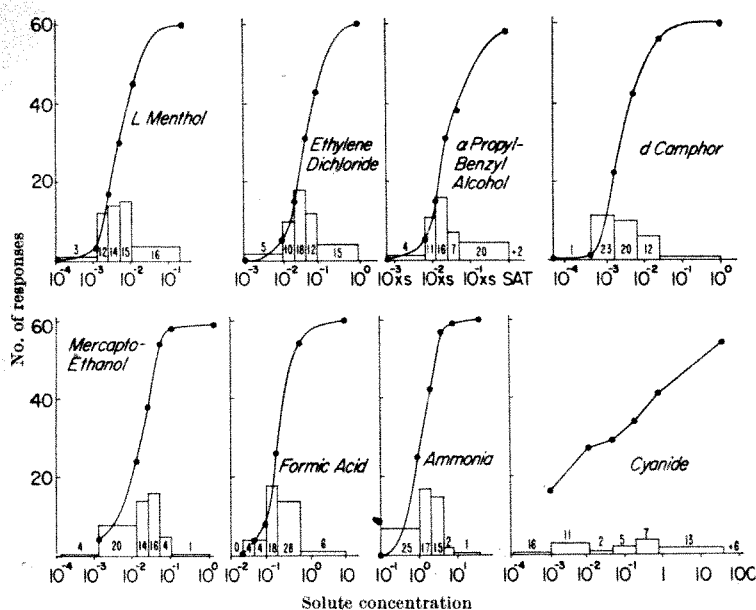 60
40
20
L Menthol
3 12 14 15 16
10⁻⁴ 10⁻³ 10⁻² 10⁻¹
Ethylene
Dichloride
5 10 18 12 15
10⁻³ 10⁻² 10⁻¹ 10⁰
α Propyl-
Benzyl
Alcohol
4 11 16 7 20 +2
10xs 10xs 10xs SAT
d Camphor
1 23 20 12
10⁻⁴ 10⁻³ 10⁻² 10⁻¹ 10⁰
No. of responses
60
40
20
Mercapto-
Ethanol
4 20 14 16 4 1
10⁻⁴ 10⁻³ 10⁻² 10⁻¹ 10⁰
Formic Acid
0 4 4 18 28 6
10⁻² 10⁻¹ 10⁰ 10
Ammonia
25 17 15 2 1
10⁻¹ 10⁰ 10¹
Cyanide
16 11 2 5 7 13 +6
10⁻⁴ 10⁻³ 10⁻² 10⁻¹ 1 10 100
Solute concentration